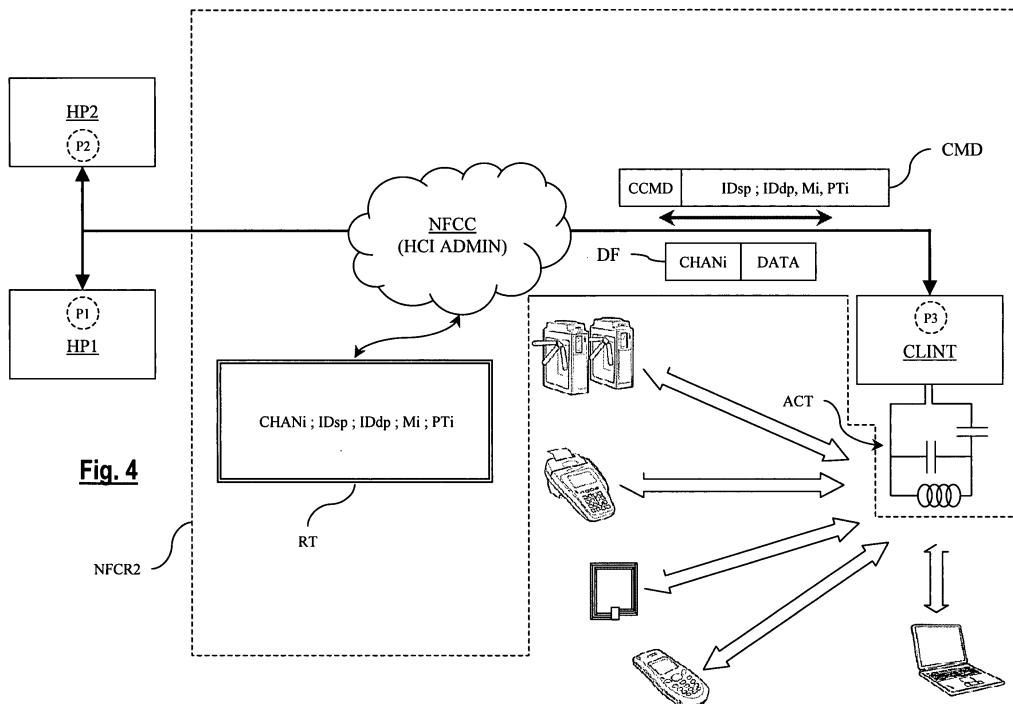 HP2
P2
CMD
CCMD
IDsp ; IDdp, Mi, PTi
NFCC
(HCI ADMIN)
DF
CHANi
DATA
P1
HP1
P3
CLINT
ACT
CHANi ; IDsp ; IDdp ; Mi ; PTi
Fig. 4
RT
NFCR2